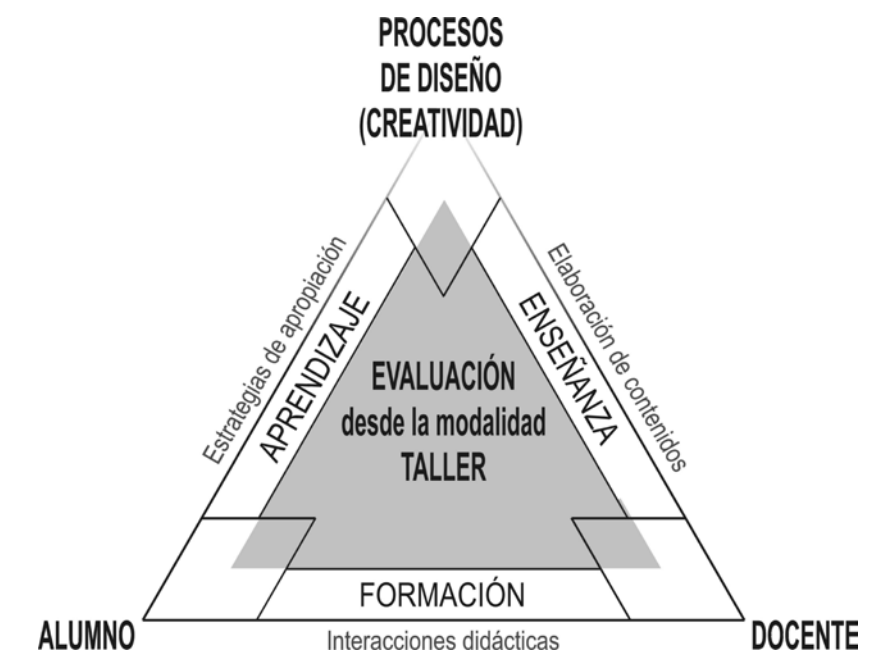 PROCESOS
DE DISEÑO
(CREATIVIDAD)
Estrategias de apropiación
APRENDIZAJE
Elaboración de contenidos
ENSEÑANZA
EVALUACIÓN
desde la modalidad
TALLER
FORMACIÓN
ALUMNO
Interacciones didácticas
DOCENTE